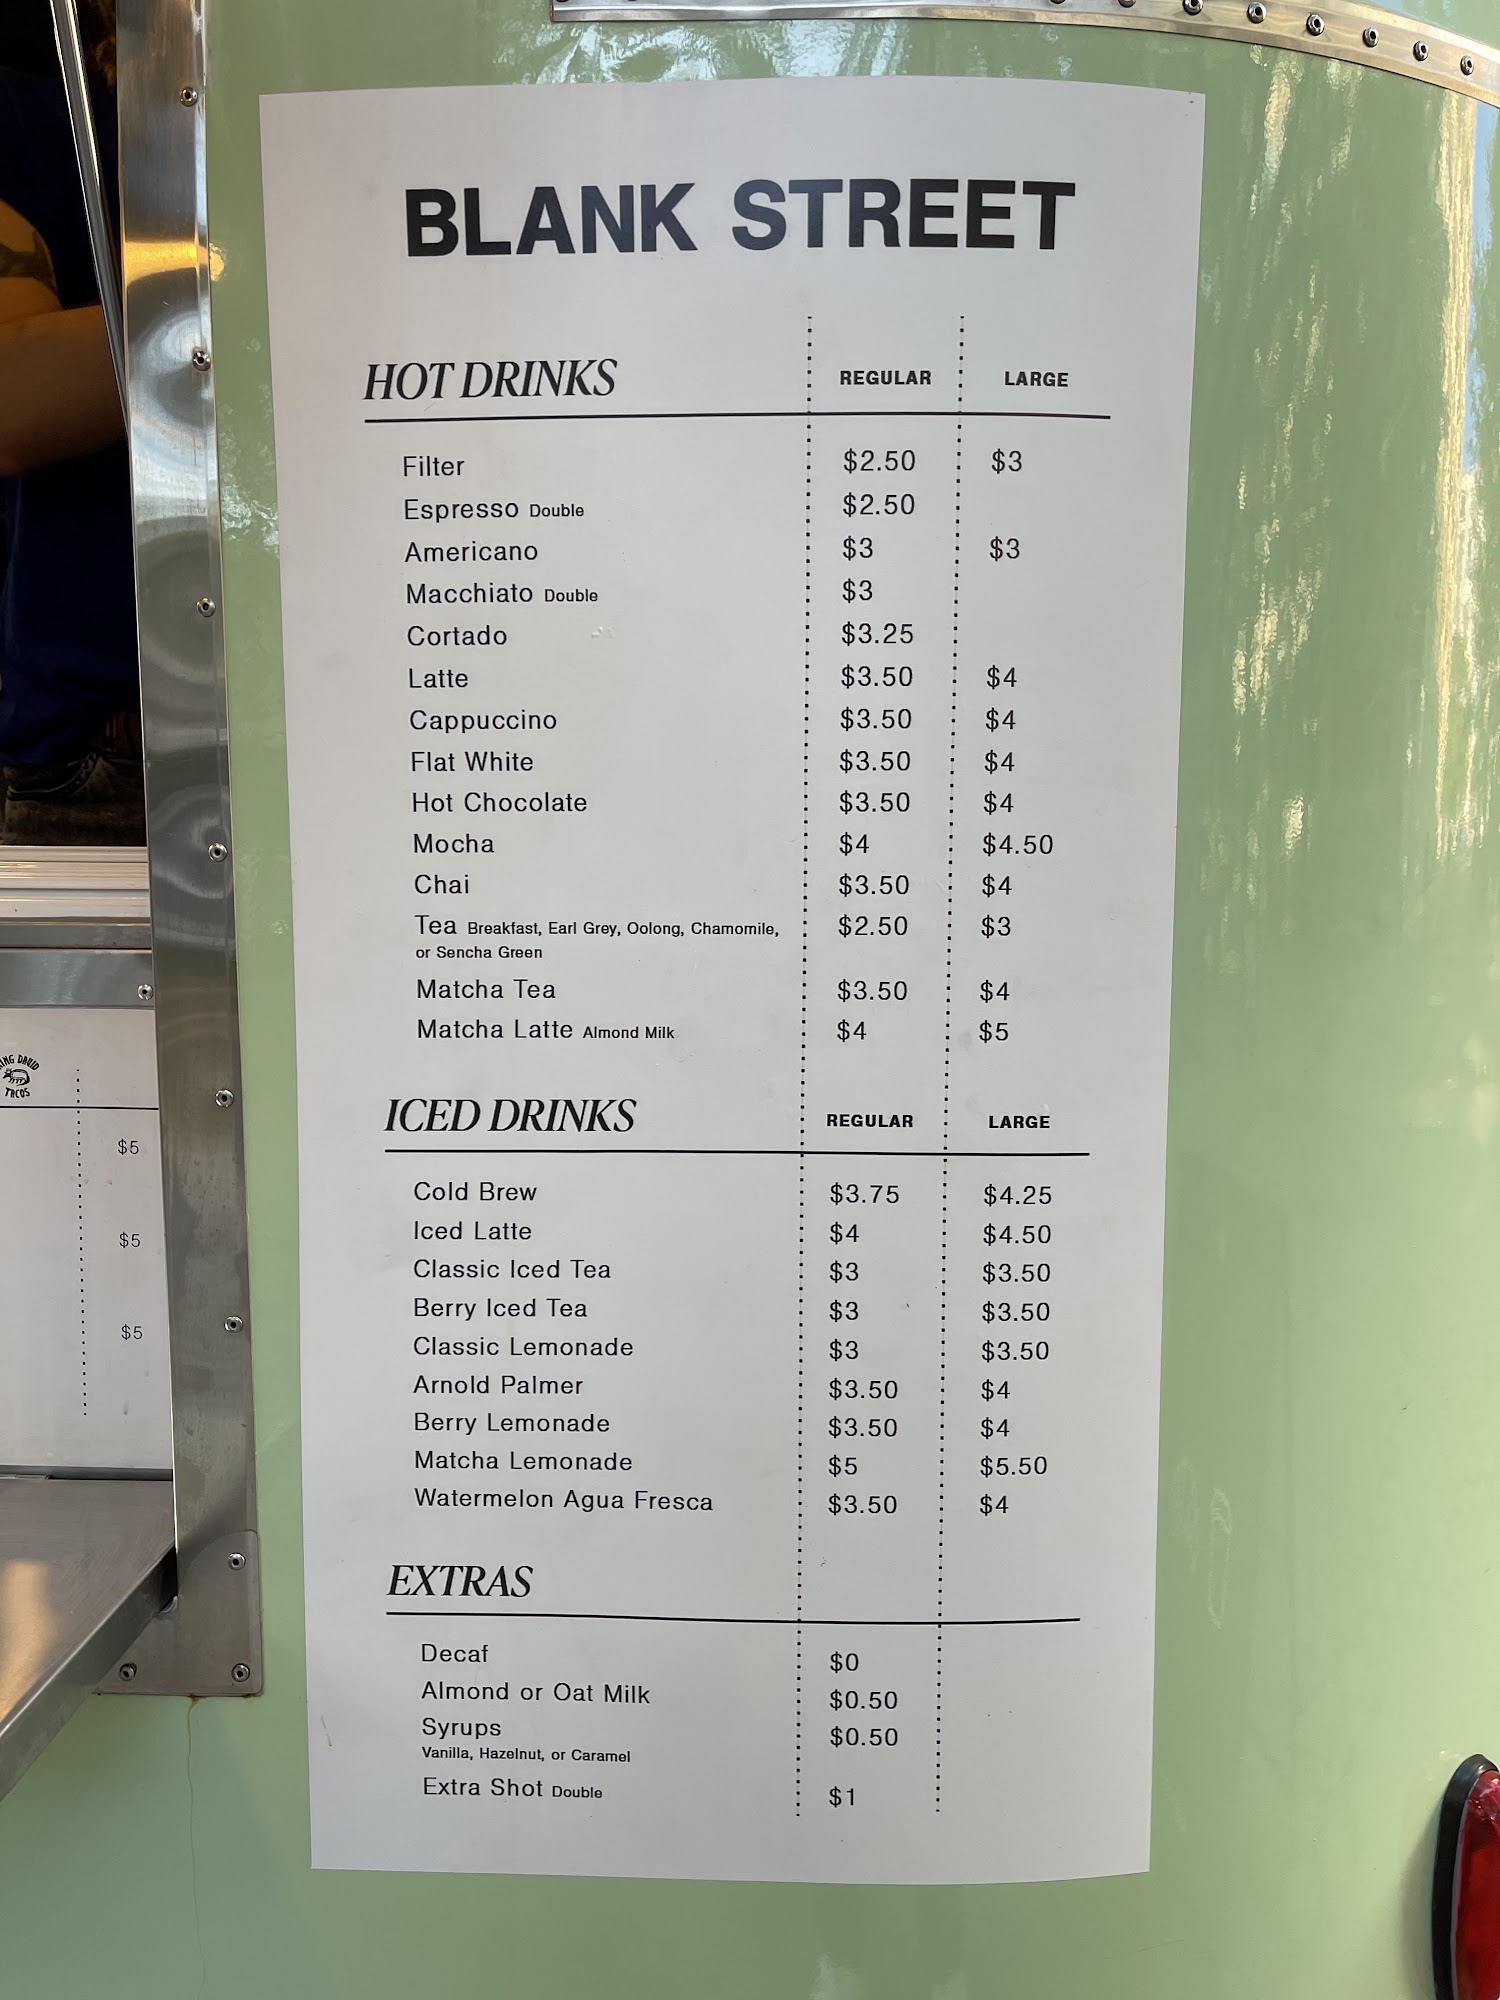 BLANK STREET
HOT DRINKS REGULAR LARGE
Filter $2.50 $3
Espresso Double $2.50
Americano $3 $3
Macchiato Double $3
Cortado $3.25
Latte $3.50 $4
Cappuccino $3.50 $4
Flat White $3.50 $4
Hot Chocolate $3.50 $4
Mocha $4 $4.50
Chai $3.50 $4
Tea Breakfast, Earl Grey, Oolong, Chamomile, $2.50 $3
or Sencha Green
Matcha Tea $3.50 $4
Matcha Latte Almond Milk $4 $5
ICED DRINKS REGULAR LARGE
Cold Brew $3.75 $4.25
Iced Latte $4 $4.50
Classic Iced Tea $3 $3.50
Berry Iced Tea $3 $3.50
Classic Lemonade $3 $3.50
Arnold Palmer $3.50 $4
Berry Lemonade $3.50 $4
Matcha Lemonade $5 $5.50
Watermelon Agua Fresca $3.50 $4
EXTRAS
Decaf $0
Almond or Oat Milk $0.50
Syrups $0.50
Vanilla, Hazelnut, or Caramel
Extra Shot Double $1
DAVID
TACOS
$5
$5
$5